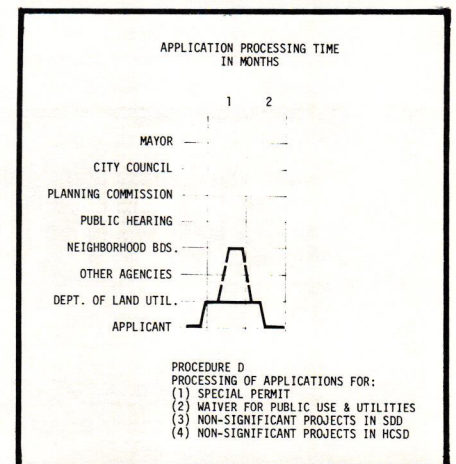 APPLICATION PROCESSING TIME
IN MONTHS
1 2
MAYOR
CITY COUNCIL
PLANNING COMMISSION
PUBLIC HEARING
NEIGHBORHOOD BDS.
OTHER AGENCIES
DEPT. OF LAND UTIL.
APPLICANT
PROCEDURE D
PROCESSING OF APPLICATIONS FOR:
(1) SPECIAL PERMIT
(2) WAIVER FOR PUBLIC USE & UTILITIES
(3) NON-SIGNIFICANT PROJECTS IN SDD
(4) NON-SIGNIFICANT PROJECTS IN HCSD